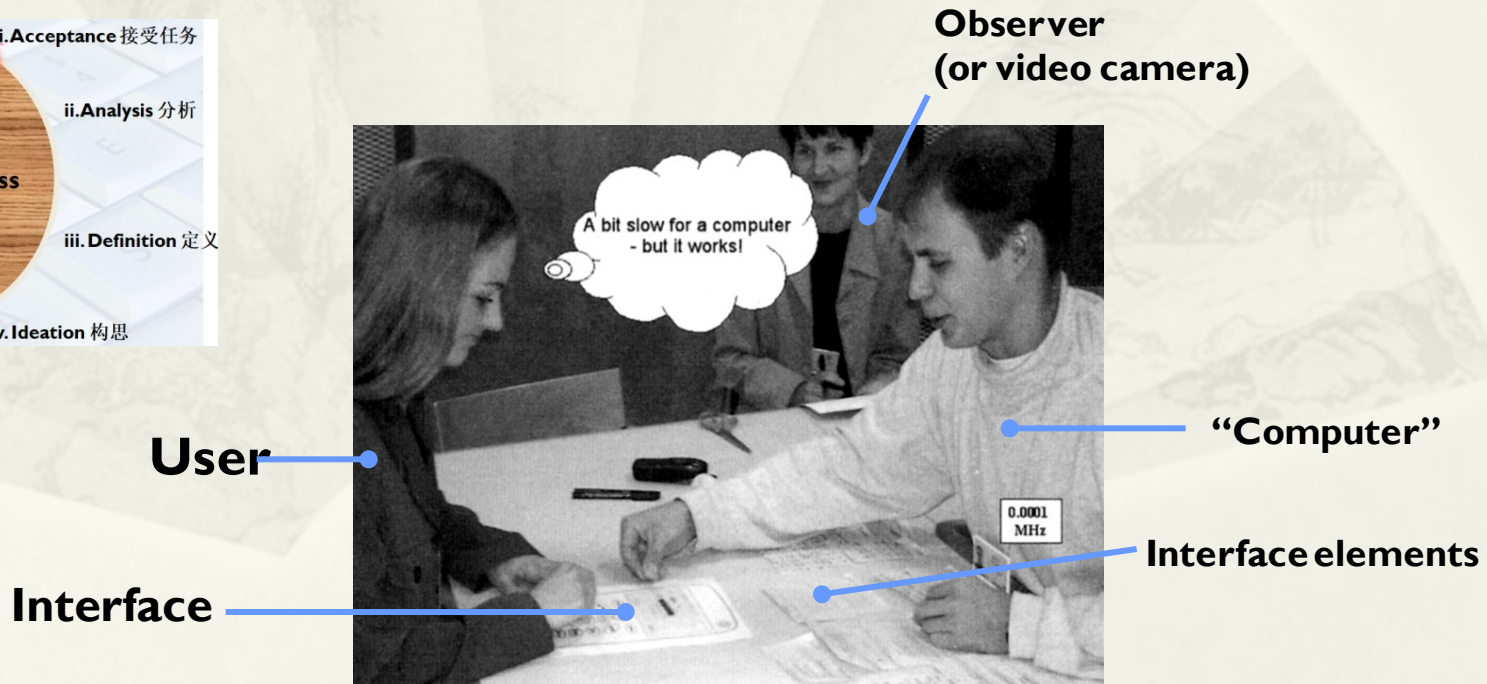 i.Acceptance 接受任务
ii.Analysis 分析
ss
iii.Definition 定义
v.Ideation 构思
Observer
(or video camera)
A bit slow for a computer
- but it works!
User
"Computer"
0.0001
MHz
Interface elements
Interface